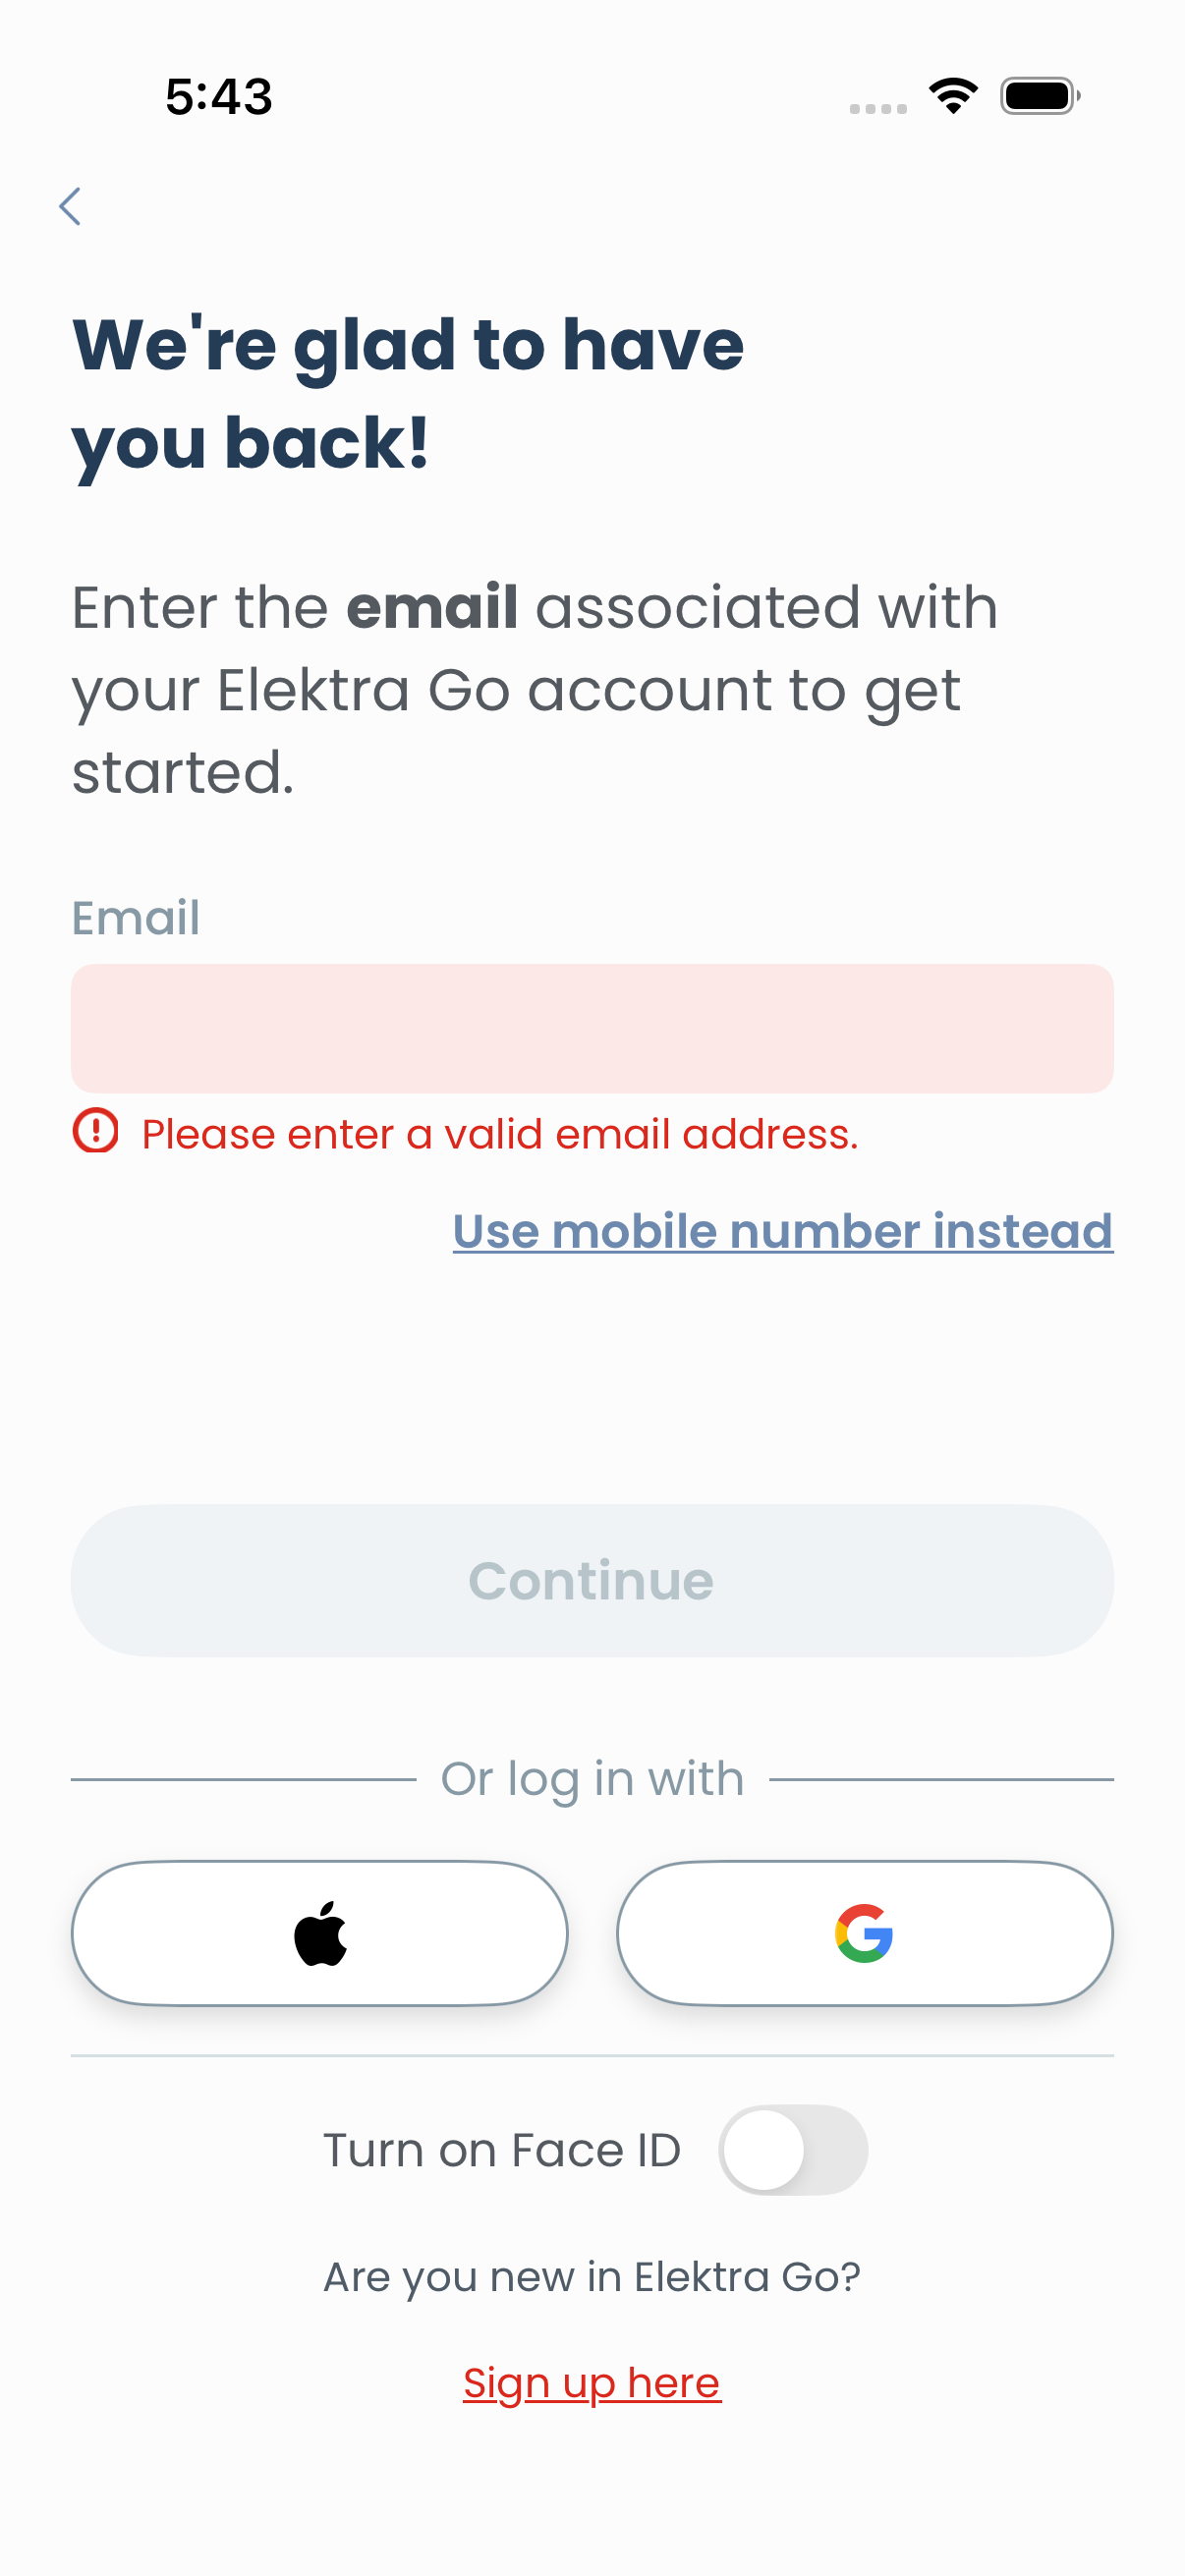 5:43
We're glad to have
you back!
Enter the email associated with
your Elektra Go account to get
started.
Email
Please enter a valid email address.
Use mobile number instead
Continue
Or log in with
Turn on Face ID
Are you new in Elektra Go?
Sign up here